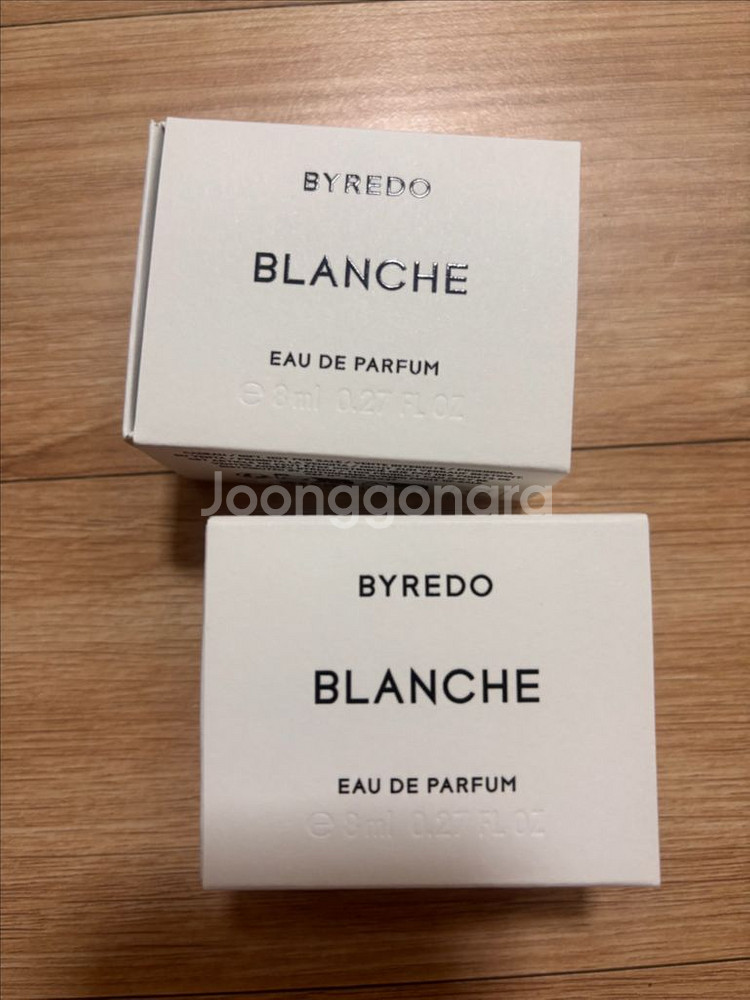 BYREDO
BLANCHE
EAU DE PARFUM
e 8ml 0.27 FL OZ
Joonggonara
BYREDO
BLANCHE
EAU DE PARFUM
e 8ml 0.27 FL OZ